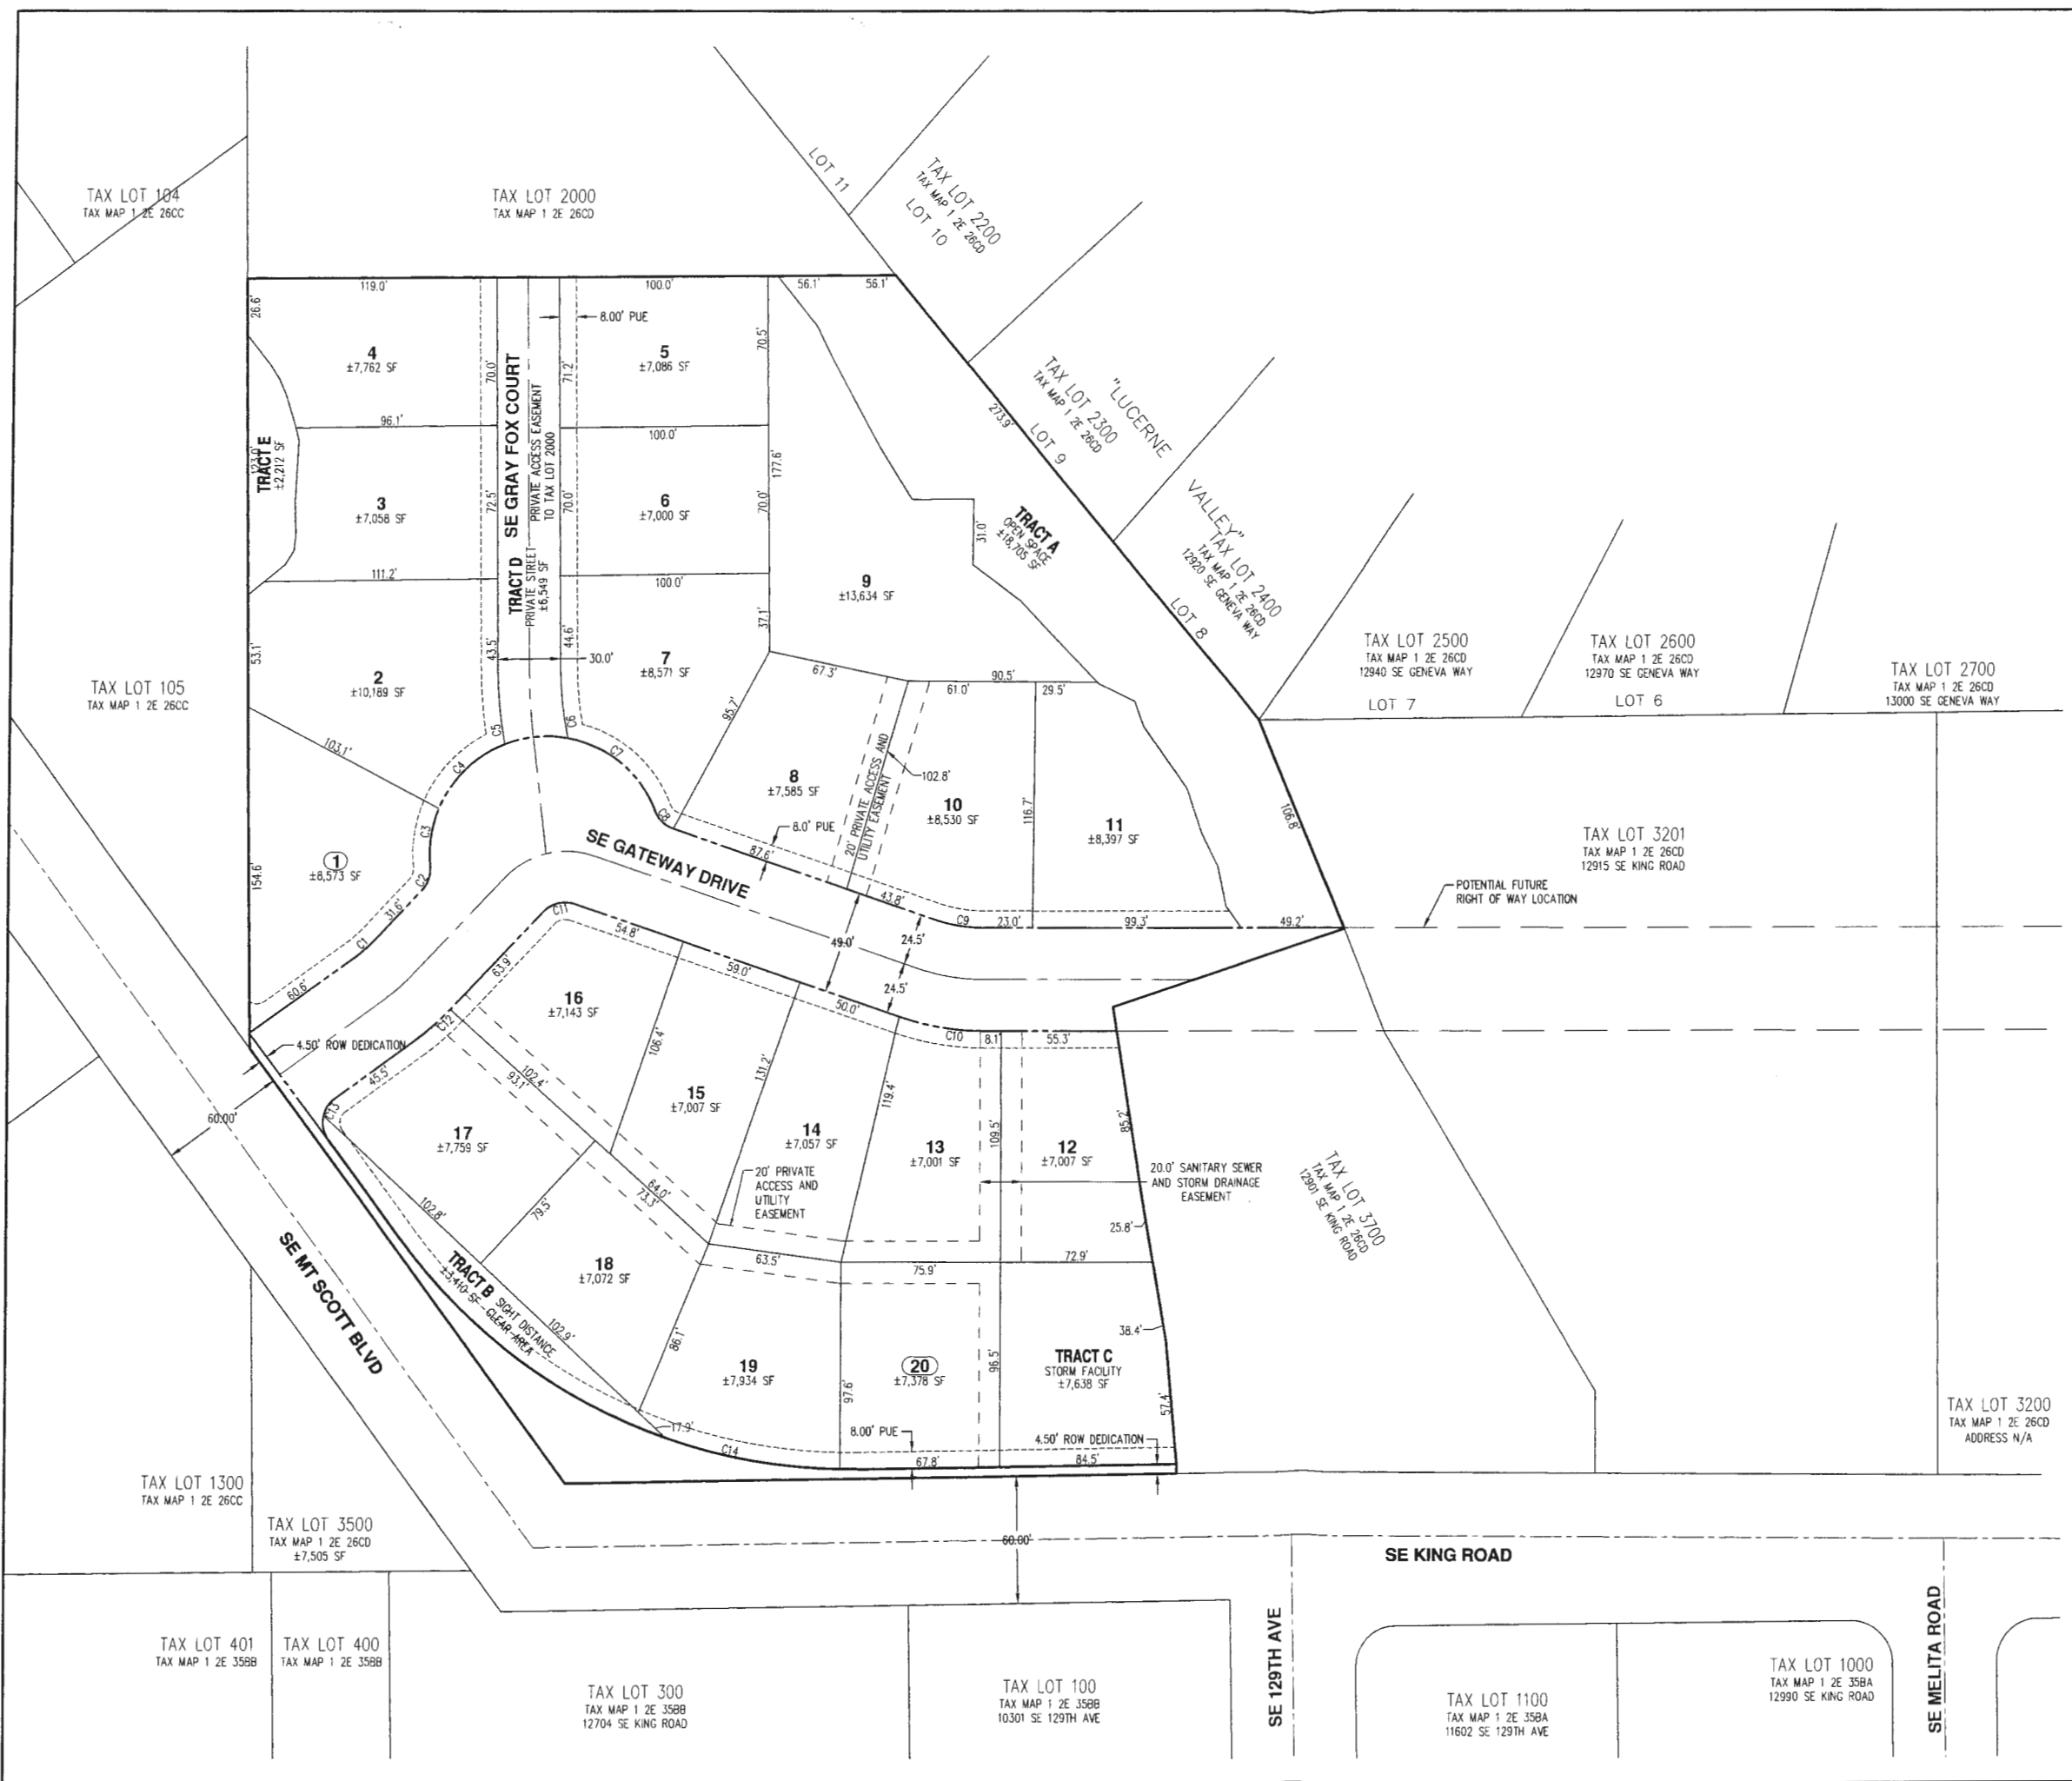 TAX LOT 104
TAX MAP 1 2E 26CC
TAX LOT 2000
TAX MAP 1 2E 26CD
LOT 11
TAX LOT 2200
TAX MAP 1 2E 26CD
LOT 10
119.0'
100.0'
56.1'
56.1'
26.6'
8.00' PUE
4
±7,762 SF
70.0'
71.2'
5
±7,086 SF
70.5'
SE GRAY FOX COURT
PRIVATE ACCESS EASEMENT
TO TAX LOT 2000
TRACT D
PRIVATE STREET
±6,549 SF
TAX LOT 2300
TAX MAP 1 2E 26CD
LOT 9
"LUCERNE
VALLEY"
273.9'
96.1'
100.0'
TRACT E
±2,212 SF
123.0'
177.6'
3
±7,058 SF
72.5'
70.0'
6
±7,000 SF
70.0'
31.0'
TRACT A
OPEN SPACE
±18,705 SF
TAX LOT 2400
TAX MAP 1 2E 26CD
12920 SE GENEVA WAY
LOT 8
111.2'
100.0'
9
±13,634 SF
37.1'
53.1'
43.5'
44.6'
30.0'
7
±8,571 SF
2
±10,189 SF
TAX LOT 105
TAX MAP 1 2E 26CC
TAX LOT 2500
TAX MAP 1 2E 26CD
12940 SE GENEVA WAY
LOT 7
TAX LOT 2600
TAX MAP 1 2E 26CD
12970 SE GENEVA WAY
LOT 6
TAX LOT 2700
TAX MAP 1 2E 26CD
13000 SE GENEVA WAY
67.3'
90.5'
61.0'
29.5'
95.7'
103.1'
C5
C6
C4
C7
C3
C8
C2
8
±7,585 SF
102.8'
20' PRIVATE ACCESS AND
UTILITY EASEMENT
10
±8,530 SF
116.7'
11
±8,397 SF
106.8'
TAX LOT 3201
TAX MAP 1 2E 26CD
12915 SE KING ROAD
8.0' PUE
SE GATEWAY DRIVE
87.6'
1
±8,573 SF
154.6'
31.6'
C1
60.6'
POTENTIAL FUTURE
RIGHT OF WAY LOCATION
43.8'
C9
23.0'
99.3'
49.2'
C11
54.8'
49.0'
24.5'
24.5'
63.9'
59.0'
50.0'
C10
8.1'
55.3'
16
±7,143 SF
C12
4.50' ROW DEDICATION
45.5'
C13
60.00'
106.4'
102.4'
93.1'
131.2'
119.4'
109.5'
85.2'
15
±7,007 SF
17
±7,759 SF
14
±7,057 SF
13
±7,001 SF
12
±7,007 SF
20.0' SANITARY SEWER
AND STORM DRAINAGE
EASEMENT
20' PRIVATE
ACCESS AND
UTILITY
EASEMENT
TAX LOT 3700
TAX MAP 1 2E 26CD
12901 SE KING ROAD
102.8'
79.5'
64.0'
73.3'
25.8'
SE MT SCOTT BLVD
TRACT B
±3,410 SF
SIGHT DISTANCE
CLEAR AREA
18
±7,072 SF
63.5'
75.9'
72.9'
102.9'
86.1'
38.4'
19
±7,934 SF
97.6'
20
±7,378 SF
96.5'
TRACT C
STORM FACILITY
±7,638 SF
57.4'
17.9'
C14
8.00' PUE
4.50' ROW DEDICATION
67.8'
84.5'
TAX LOT 3200
TAX MAP 1 2E 26CD
ADDRESS N/A
TAX LOT 1300
TAX MAP 1 2E 26CC
TAX LOT 3500
TAX MAP 1 2E 26CD
±7,505 SF
60.00'
SE KING ROAD
TAX LOT 401
TAX MAP 1 2E 35BB
TAX LOT 400
TAX MAP 1 2E 35BB
TAX LOT 300
TAX MAP 1 2E 35BB
12704 SE KING ROAD
TAX LOT 100
TAX MAP 1 2E 35BB
10301 SE 129TH AVE
SE 129TH AVE
TAX LOT 1100
TAX MAP 1 2E 35BA
11602 SE 129TH AVE
TAX LOT 1000
TAX MAP 1 2E 35BA
12990 SE KING ROAD
SE MELITA ROAD